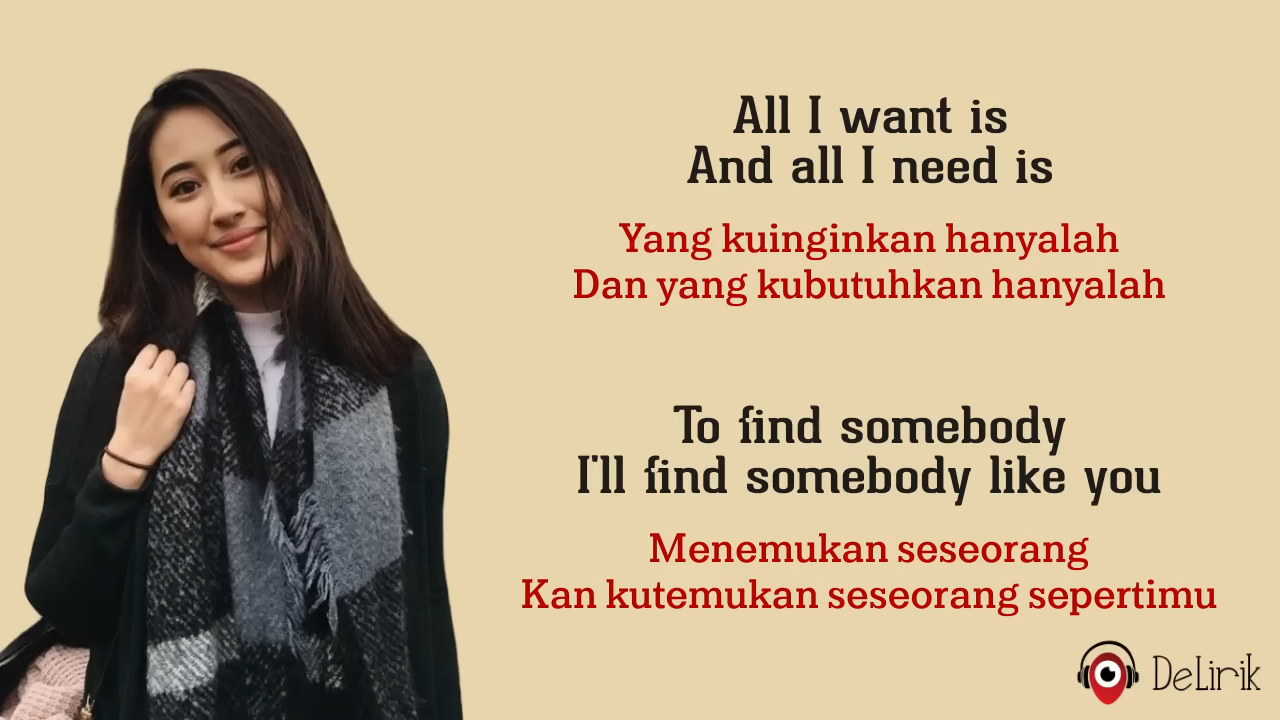 All I want is
And all I need is
Yang kuinginkan hanyalah
Dan yang kubutuhkan hanyalah
To find somebody
I'll find somebody like you
Menemukan seseorang
Kan kutemukan seseorang sepertimu
DeLirik